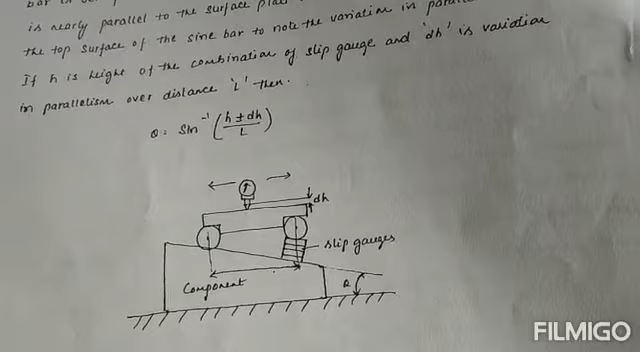 is nearly parallel to the surface plat
the top surface of the sine bar to note the variation in paralle
If h is height of the combination of slip gauge and 'dh' is variation
in parallelism over distance 'L' then.
θ = Sin⁻¹ (h ± dh / L)
dh
slip gauges
Component
θ
FILMIGO